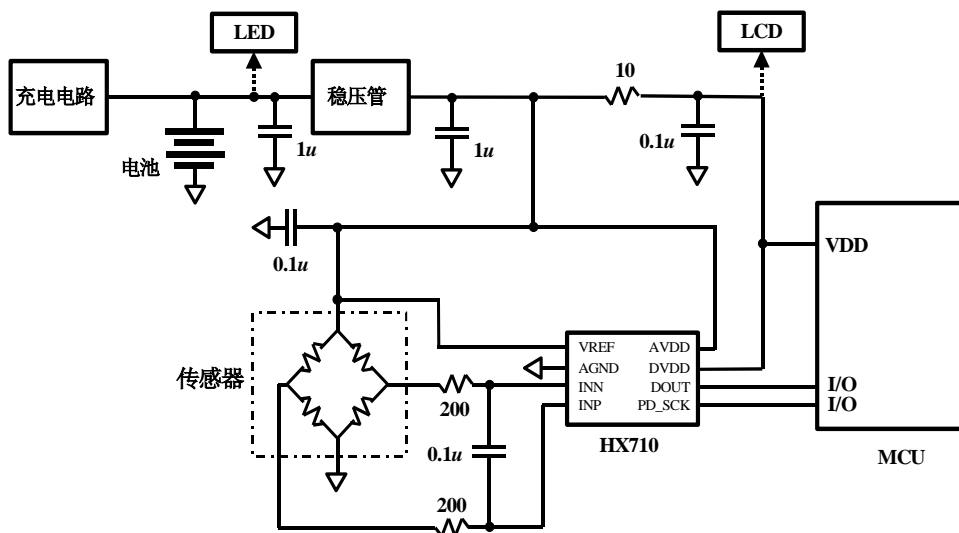 LED
LCD
充电电路
稳压管
10
电池
1u
1u
0.1u
0.1u
VDD
传感器
VREF
AVDD
AGND
DVDD
INN
DOUT
INP
PD_SCK
I/O
I/O
200
HX710
MCU
0.1u
200